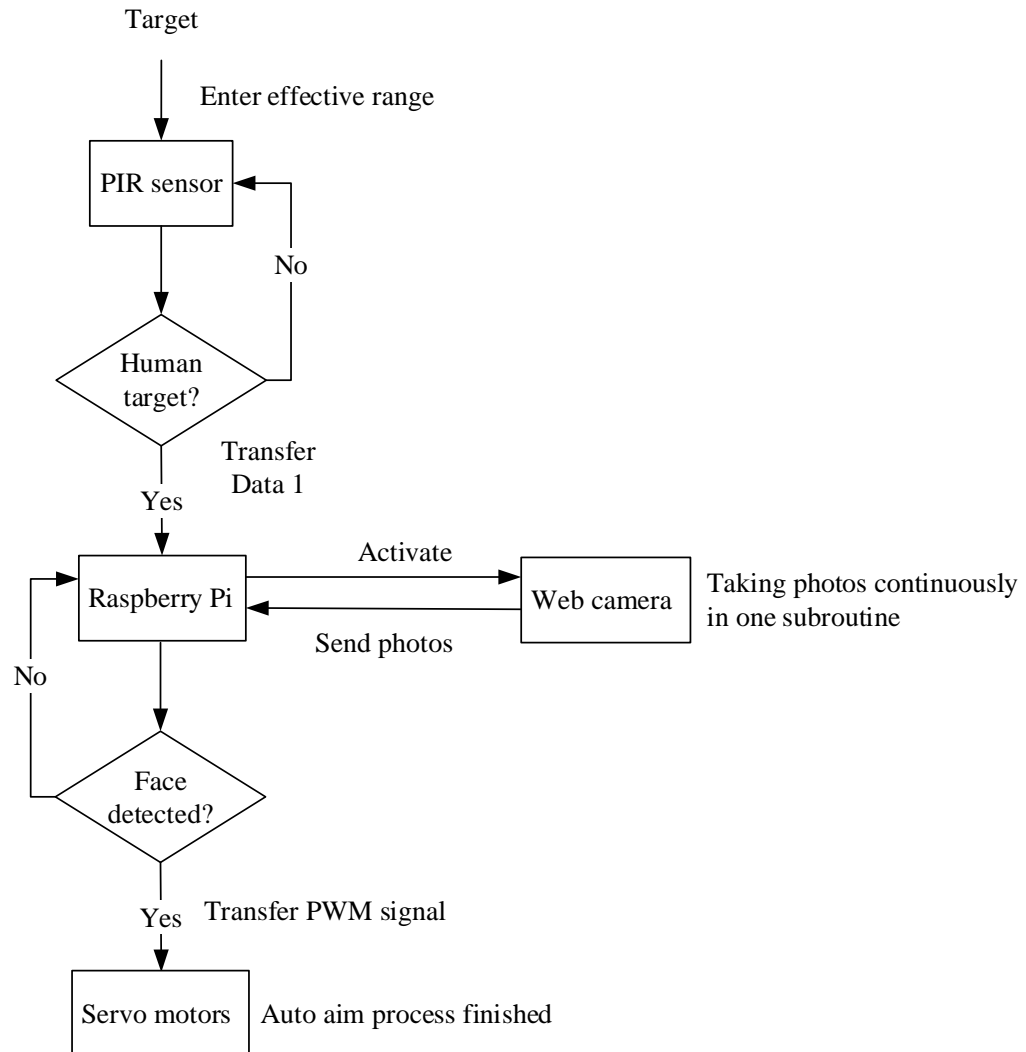 Target
Enter effective range
PIR sensor
No
Human
target?
Transfer
Data 1
Yes
Activate
Raspberry Pi
Web camera
Taking photos continuously
in one subroutine
Send photos
No
Face
detected?
Yes
Transfer PWM signal
Servo motors
Auto aim process finished